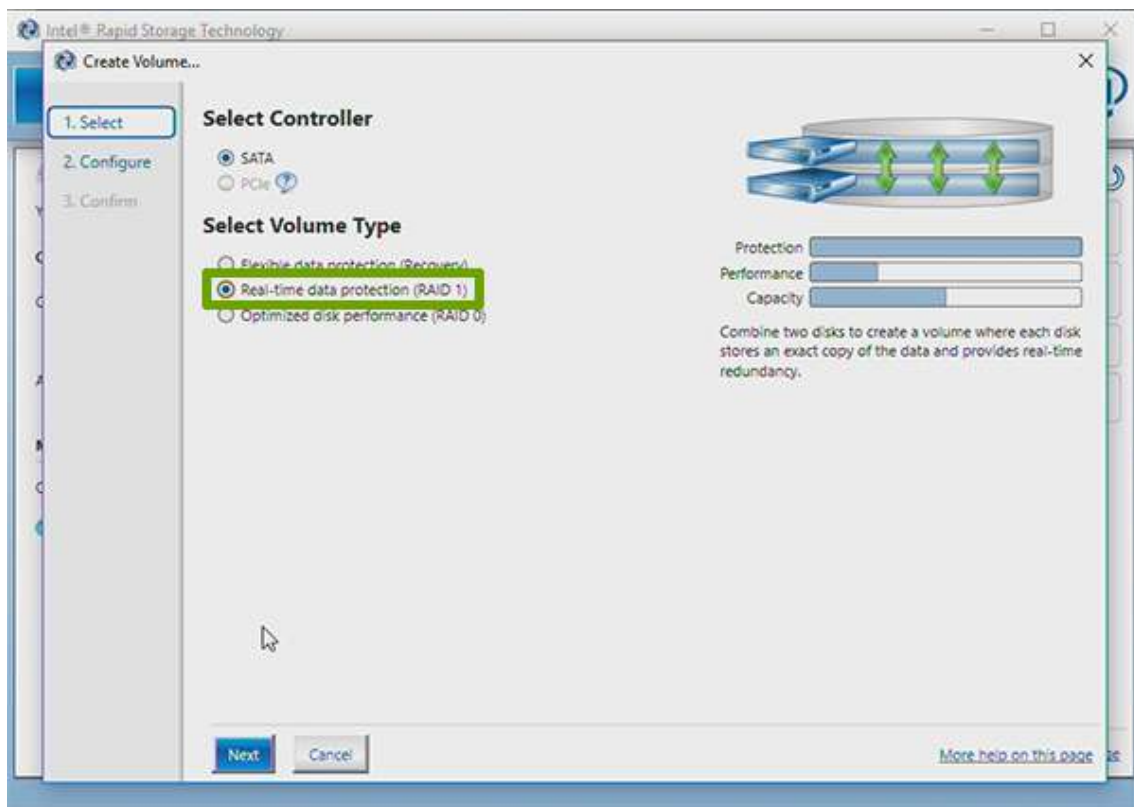 Intel® Rapid Storage Technology
Create Volume...
1. Select
2. Configure
3. Confirm
Select Controller
SATA
PCIe
Select Volume Type
Flexible data protection (Recovery)
Real-time data protection (RAID 1)
Optimized disk performance (RAID 0)
Protection
Performance
Capacity
Combine two disks to create a volume where each disk
stores an exact copy of the data and provides real-time
redundancy.
Next
Cancel
More help on this page